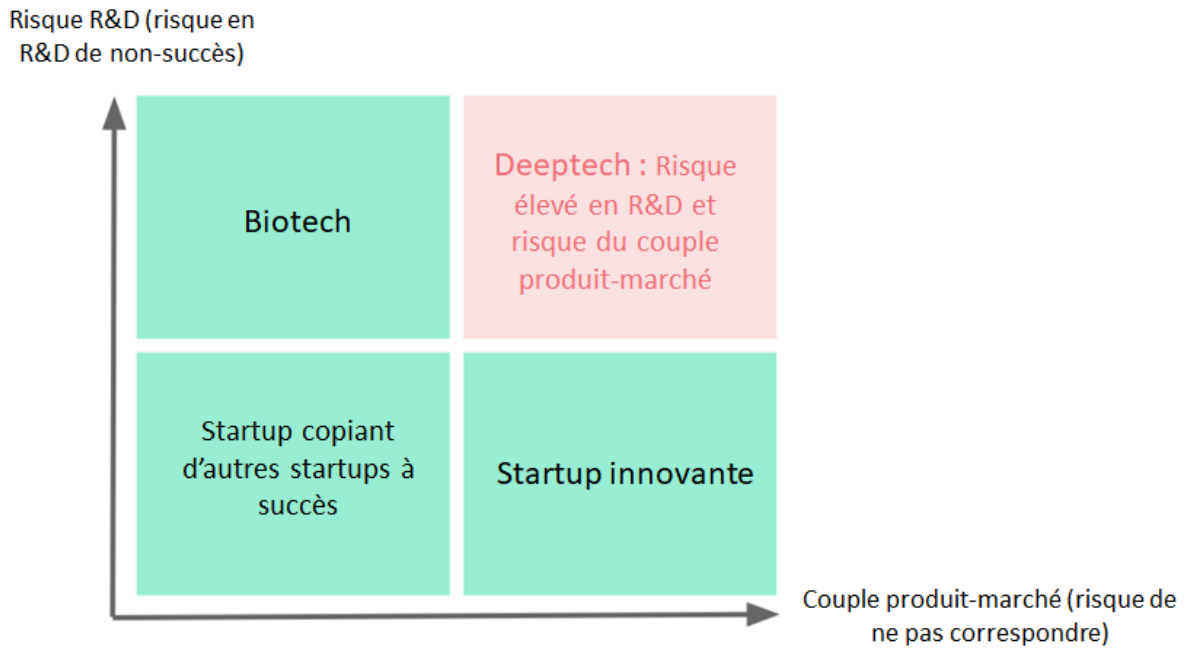 Risque R&D (risque en
R&D de non-succès)
Biotech
Deeptech : Risque
élevé en R&D et
risque du couple
produit-marché
Startup copiant
d’autres startups à
succès
Startup innovante
Couple produit-marché (risque de
ne pas correspondre)